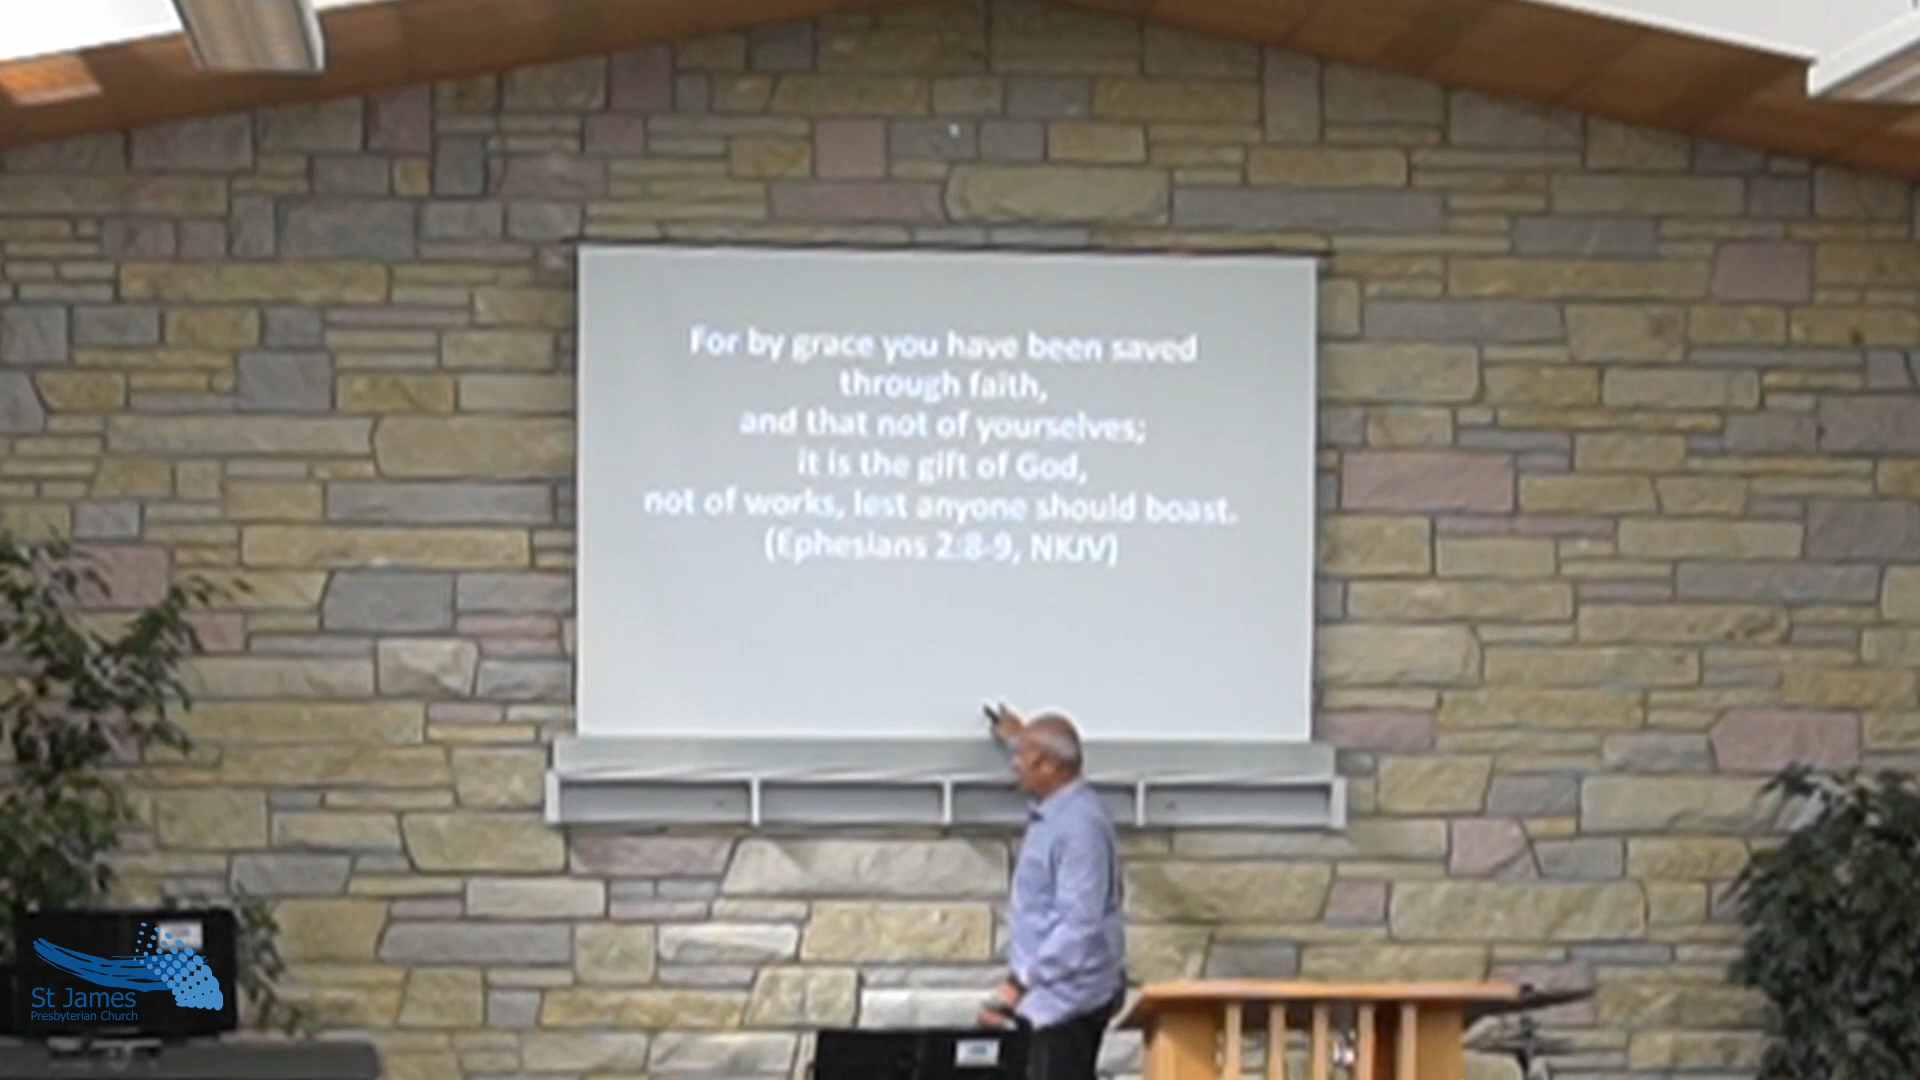 For by grace you have been saved
through faith,
and that not of yourselves;
it is the gift of God,
not of works, lest anyone should boast.
(Ephesians 2:8-9, NKJV)
St James
Presbyterian Church